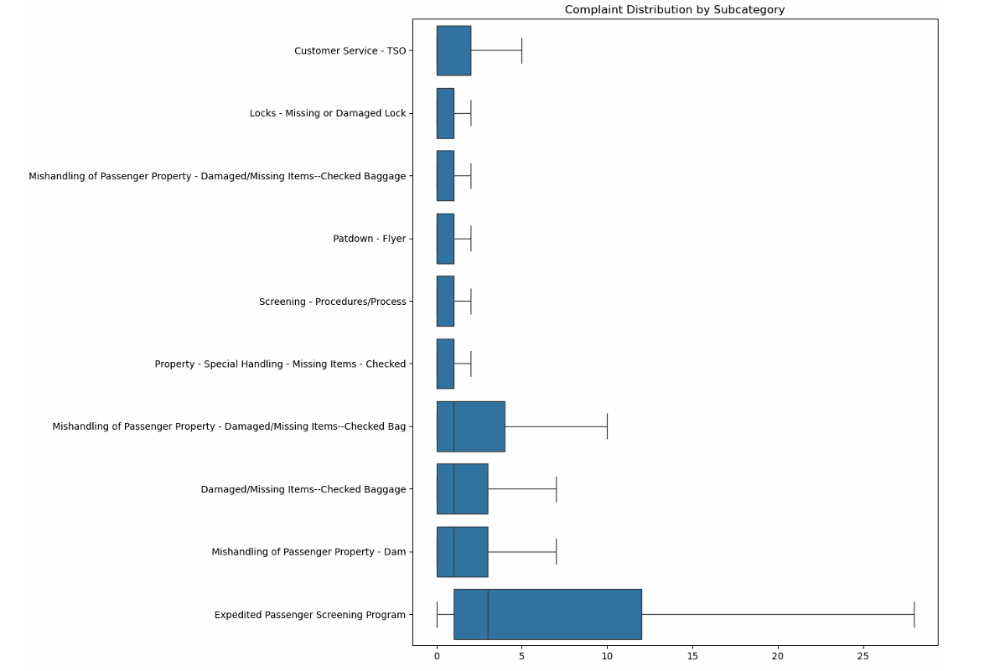 Complaint Distribution by Subcategory
Customer Service - TSO
Locks - Missing or Damaged Lock
Mishandling of Passenger Property - Damaged/Missing Items--Checked Baggage
Patdown - Flyer
Screening - Procedures/Process
Property - Special Handling - Missing Items - Checked
Mishandling of Passenger Property - Damaged/Missing Items--Checked Bag
Damaged/Missing Items--Checked Baggage
Mishandling of Passenger Property - Dam
Expedited Passenger Screening Program
0 5 10 15 20 25